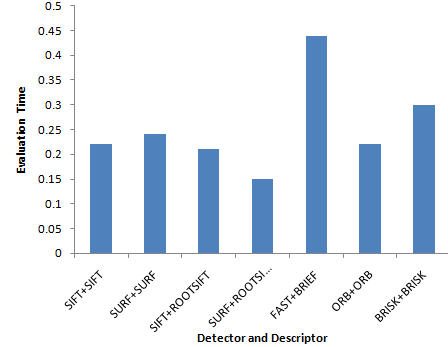 0.5
0.45
0.4
0.35
0.3
0.25
0.2
0.15
0.1
0.05
0
Evaluation Time
SIFT+SIFT
SURF+SURF
SIFT+ROOTSIFT
SURF+ROOTSI...
FAST+BRIEF
ORB+ORB
BRISK+BRISK
Detector and Descriptor